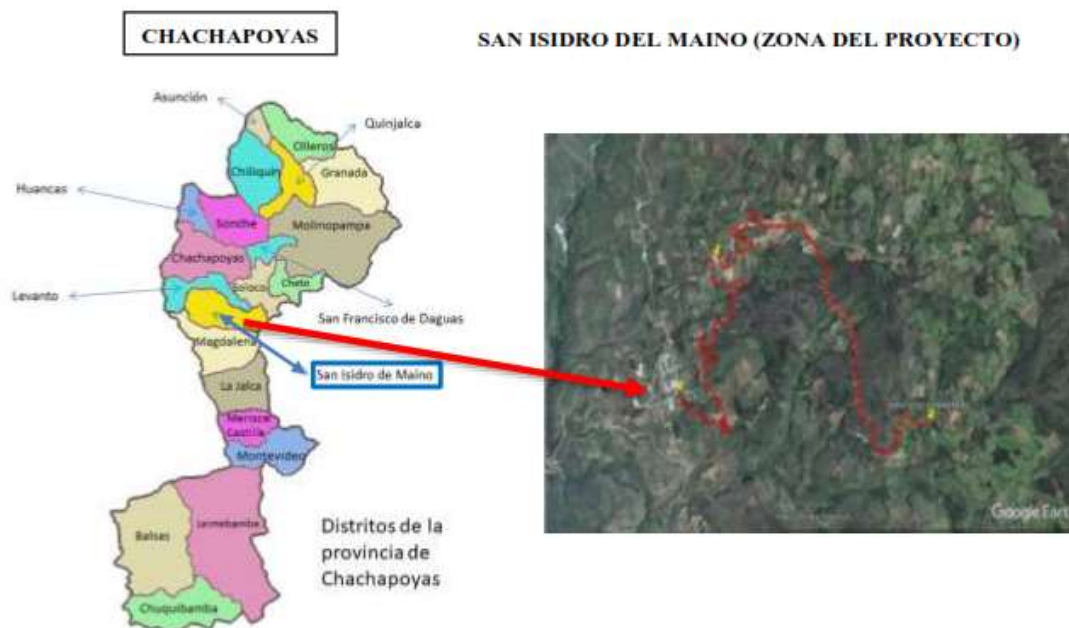 CHACHAPOYAS
SAN ISIDRO DEL MAINO (ZONA DEL PROYECTO)
Asunción
Quinjalca
Olleros
Chiliquin
Granada
Huancas
Sonche
Molinopampa
Chachapoyas
Soloco
Cheto
Levanto
San Francisco de Daguas
Magdalena
San Isidro de Maino
La Jalca
Mariscal
Castilla
Montevideo
Balsas
Leimebamba
Distritos de la
provincia de
Chachapoyas
Chuquibamba
Google Eart